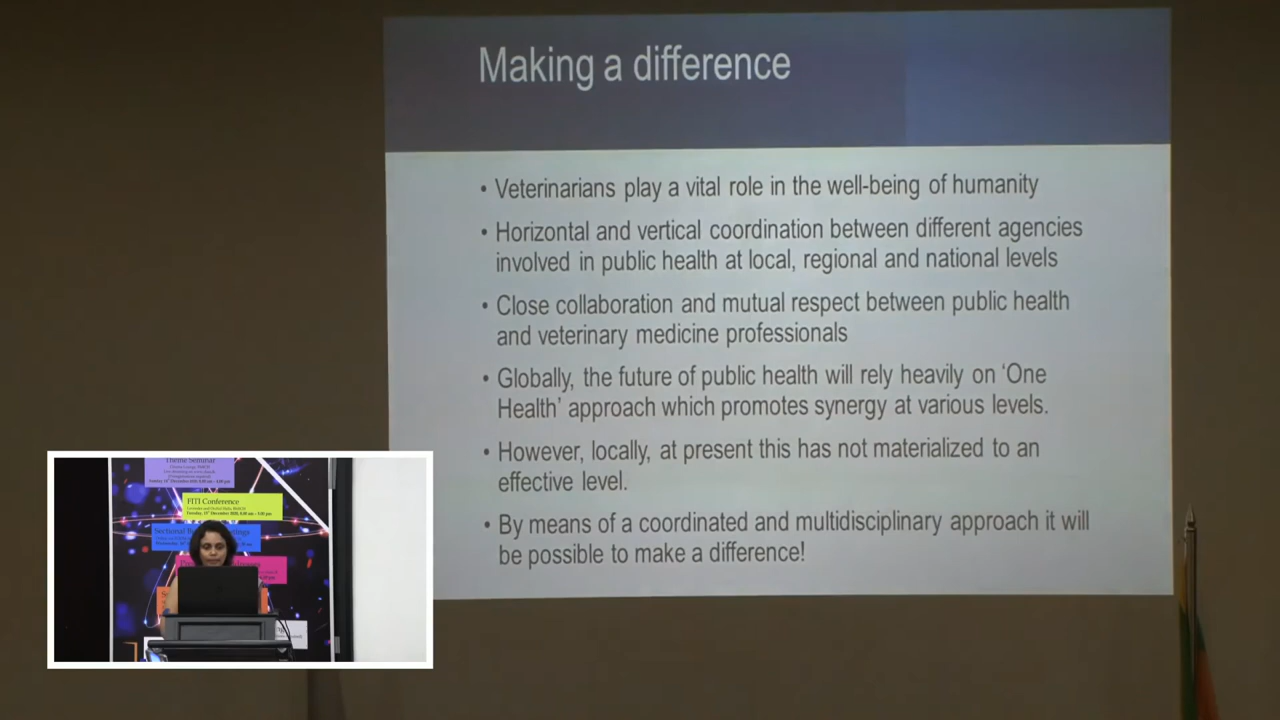 Making a difference
• Veterinarians play a vital role in the well-being of humanity
• Horizontal and vertical coordination between different agencies
involved in public health at local, regional and national levels
• Close collaboration and mutual respect between public health
and veterinary medicine professionals
• Globally, the future of public health will rely heavily on ‘One
Health’ approach which promotes synergy at various levels.
• However, locally, at present this has not materialized to an
effective level.
• By means of a coordinated and multidisciplinary approach it will
be possible to make a difference!
Theme Seminar
FITI Conference